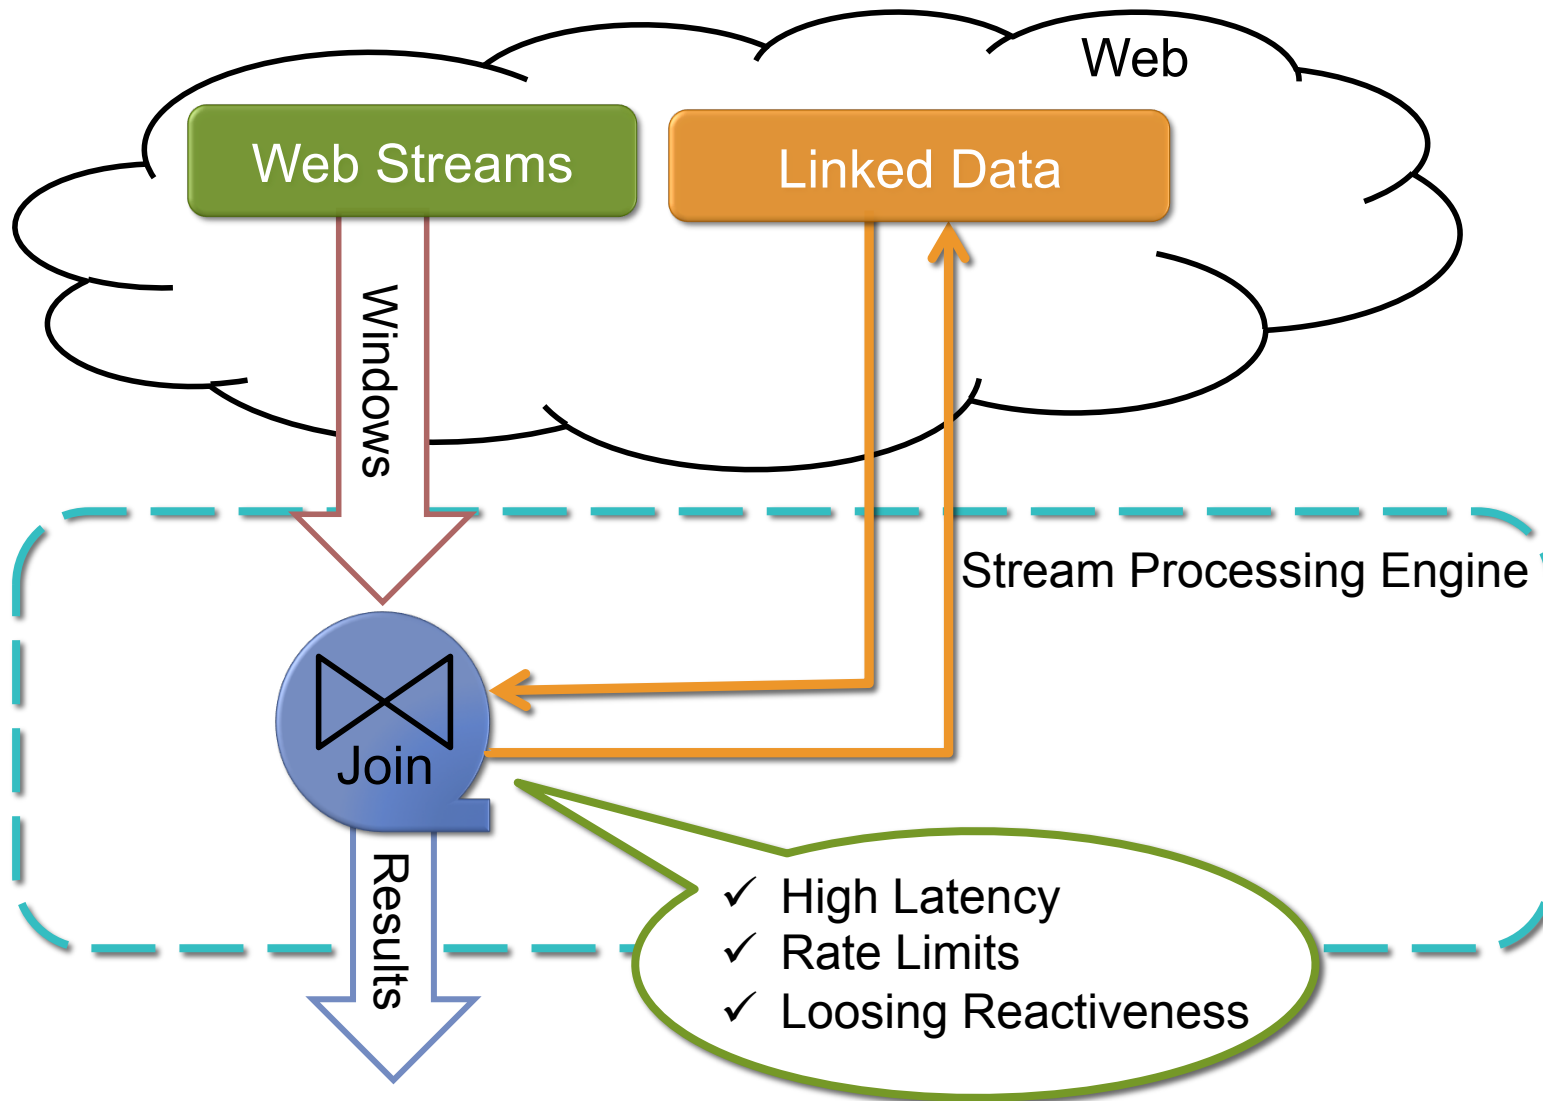 Web
Web Streams
Linked Data
Windows
Stream Processing Engine
Join
Results
✓ High Latency
✓ Rate Limits
✓ Loosing Reactiveness